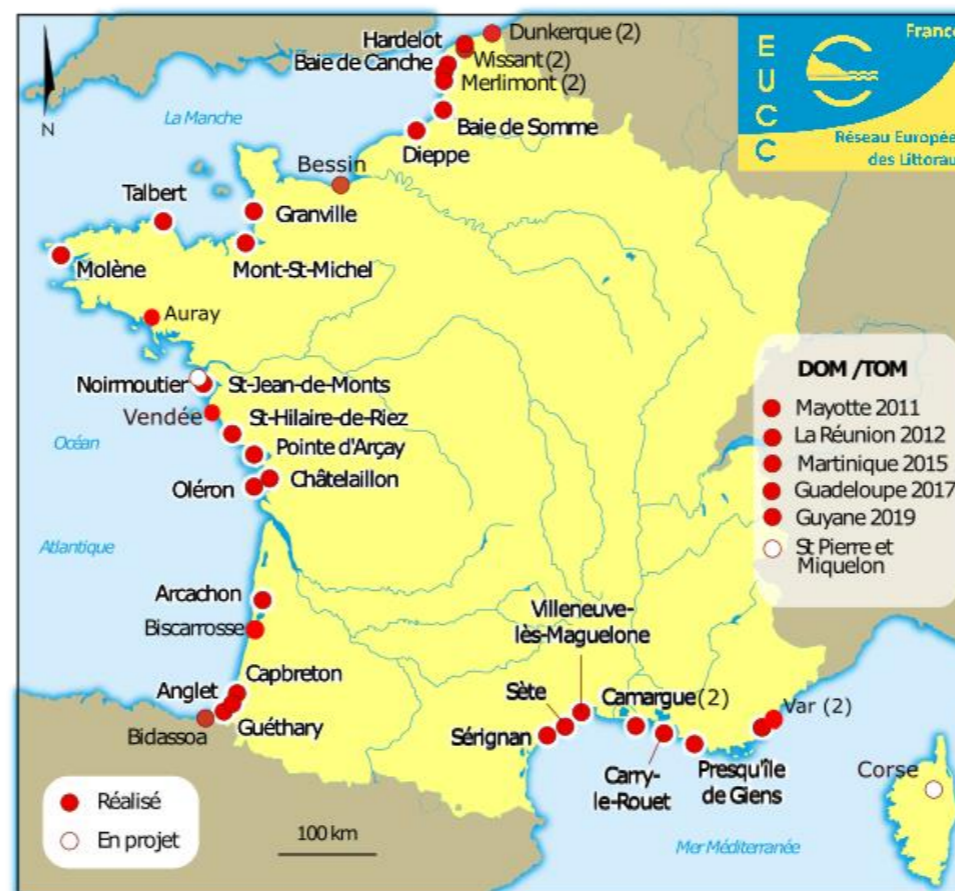 Dunkerque (2)
Hardelot
Wissant (2)
Baie de Canche
Merlimont (2)
Baie de Somme
Dieppe
La Manche
N
Bessin
Talbert
Granville
Molène
Mont-St-Michel
Auray
Noirmoutier
St-Jean-de-Monts
Vendée
St-Hilaire-de-Riez
Pointe d'Arçay
Océan
Châtelaillon
Oléron
Atlantique
Arcachon
Biscarrosse
Capbreton
Anglet
Guéthary
Bidassoa
Villeneuve-
lès-Maguelone
Sète
Sérignan
Camargue (2)
Carry-
le-Rouet
Presqu'île
de Giens
Var (2)
Corse
Mer Méditerranée
100 km
Réalisé
En projet
EUCC
France
Réseau Europée
des Littorau
DOM /TOM
Mayotte 2011
La Réunion 2012
Martinique 2015
Guadeloupe 2017
Guyane 2019
St Pierre et
Miquelon